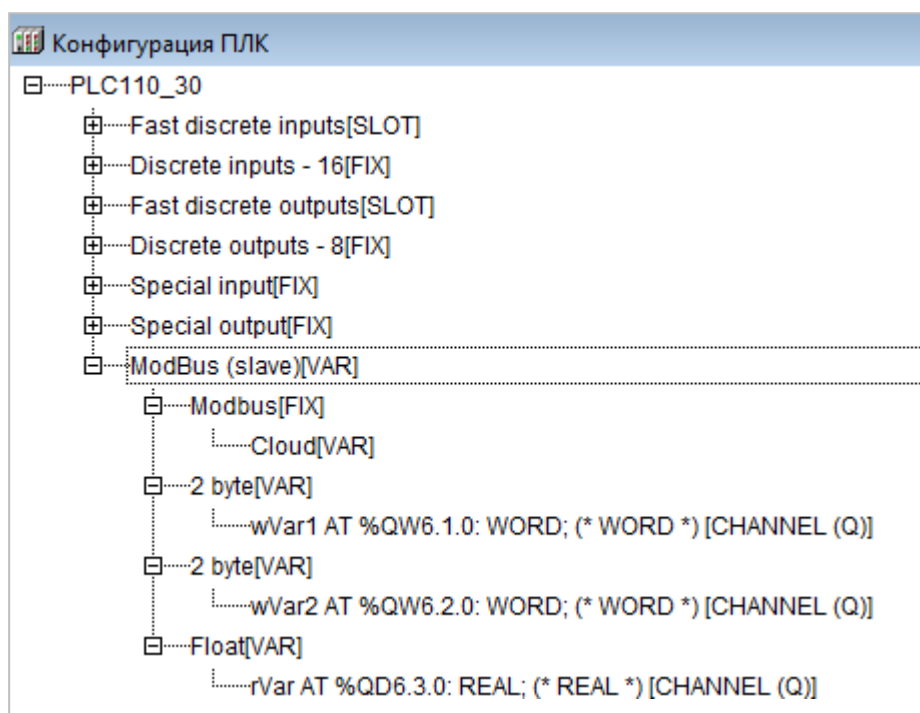 Конфигурация ПЛК
PLC110_30
Fast discrete inputs[SLOT]
Discrete inputs - 16[FIX]
Fast discrete outputs[SLOT]
Discrete outputs - 8[FIX]
Special input[FIX]
Special output[FIX]
ModBus (slave)[VAR]
Modbus[FIX]
Cloud[VAR]
2 byte[VAR]
wVar1 AT %QW6.1.0: WORD; (* WORD *) [CHANNEL (Q)]
2 byte[VAR]
wVar2 AT %QW6.2.0: WORD; (* WORD *) [CHANNEL (Q)]
Float[VAR]
rVar AT %QD6.3.0: REAL; (* REAL *) [CHANNEL (Q)]